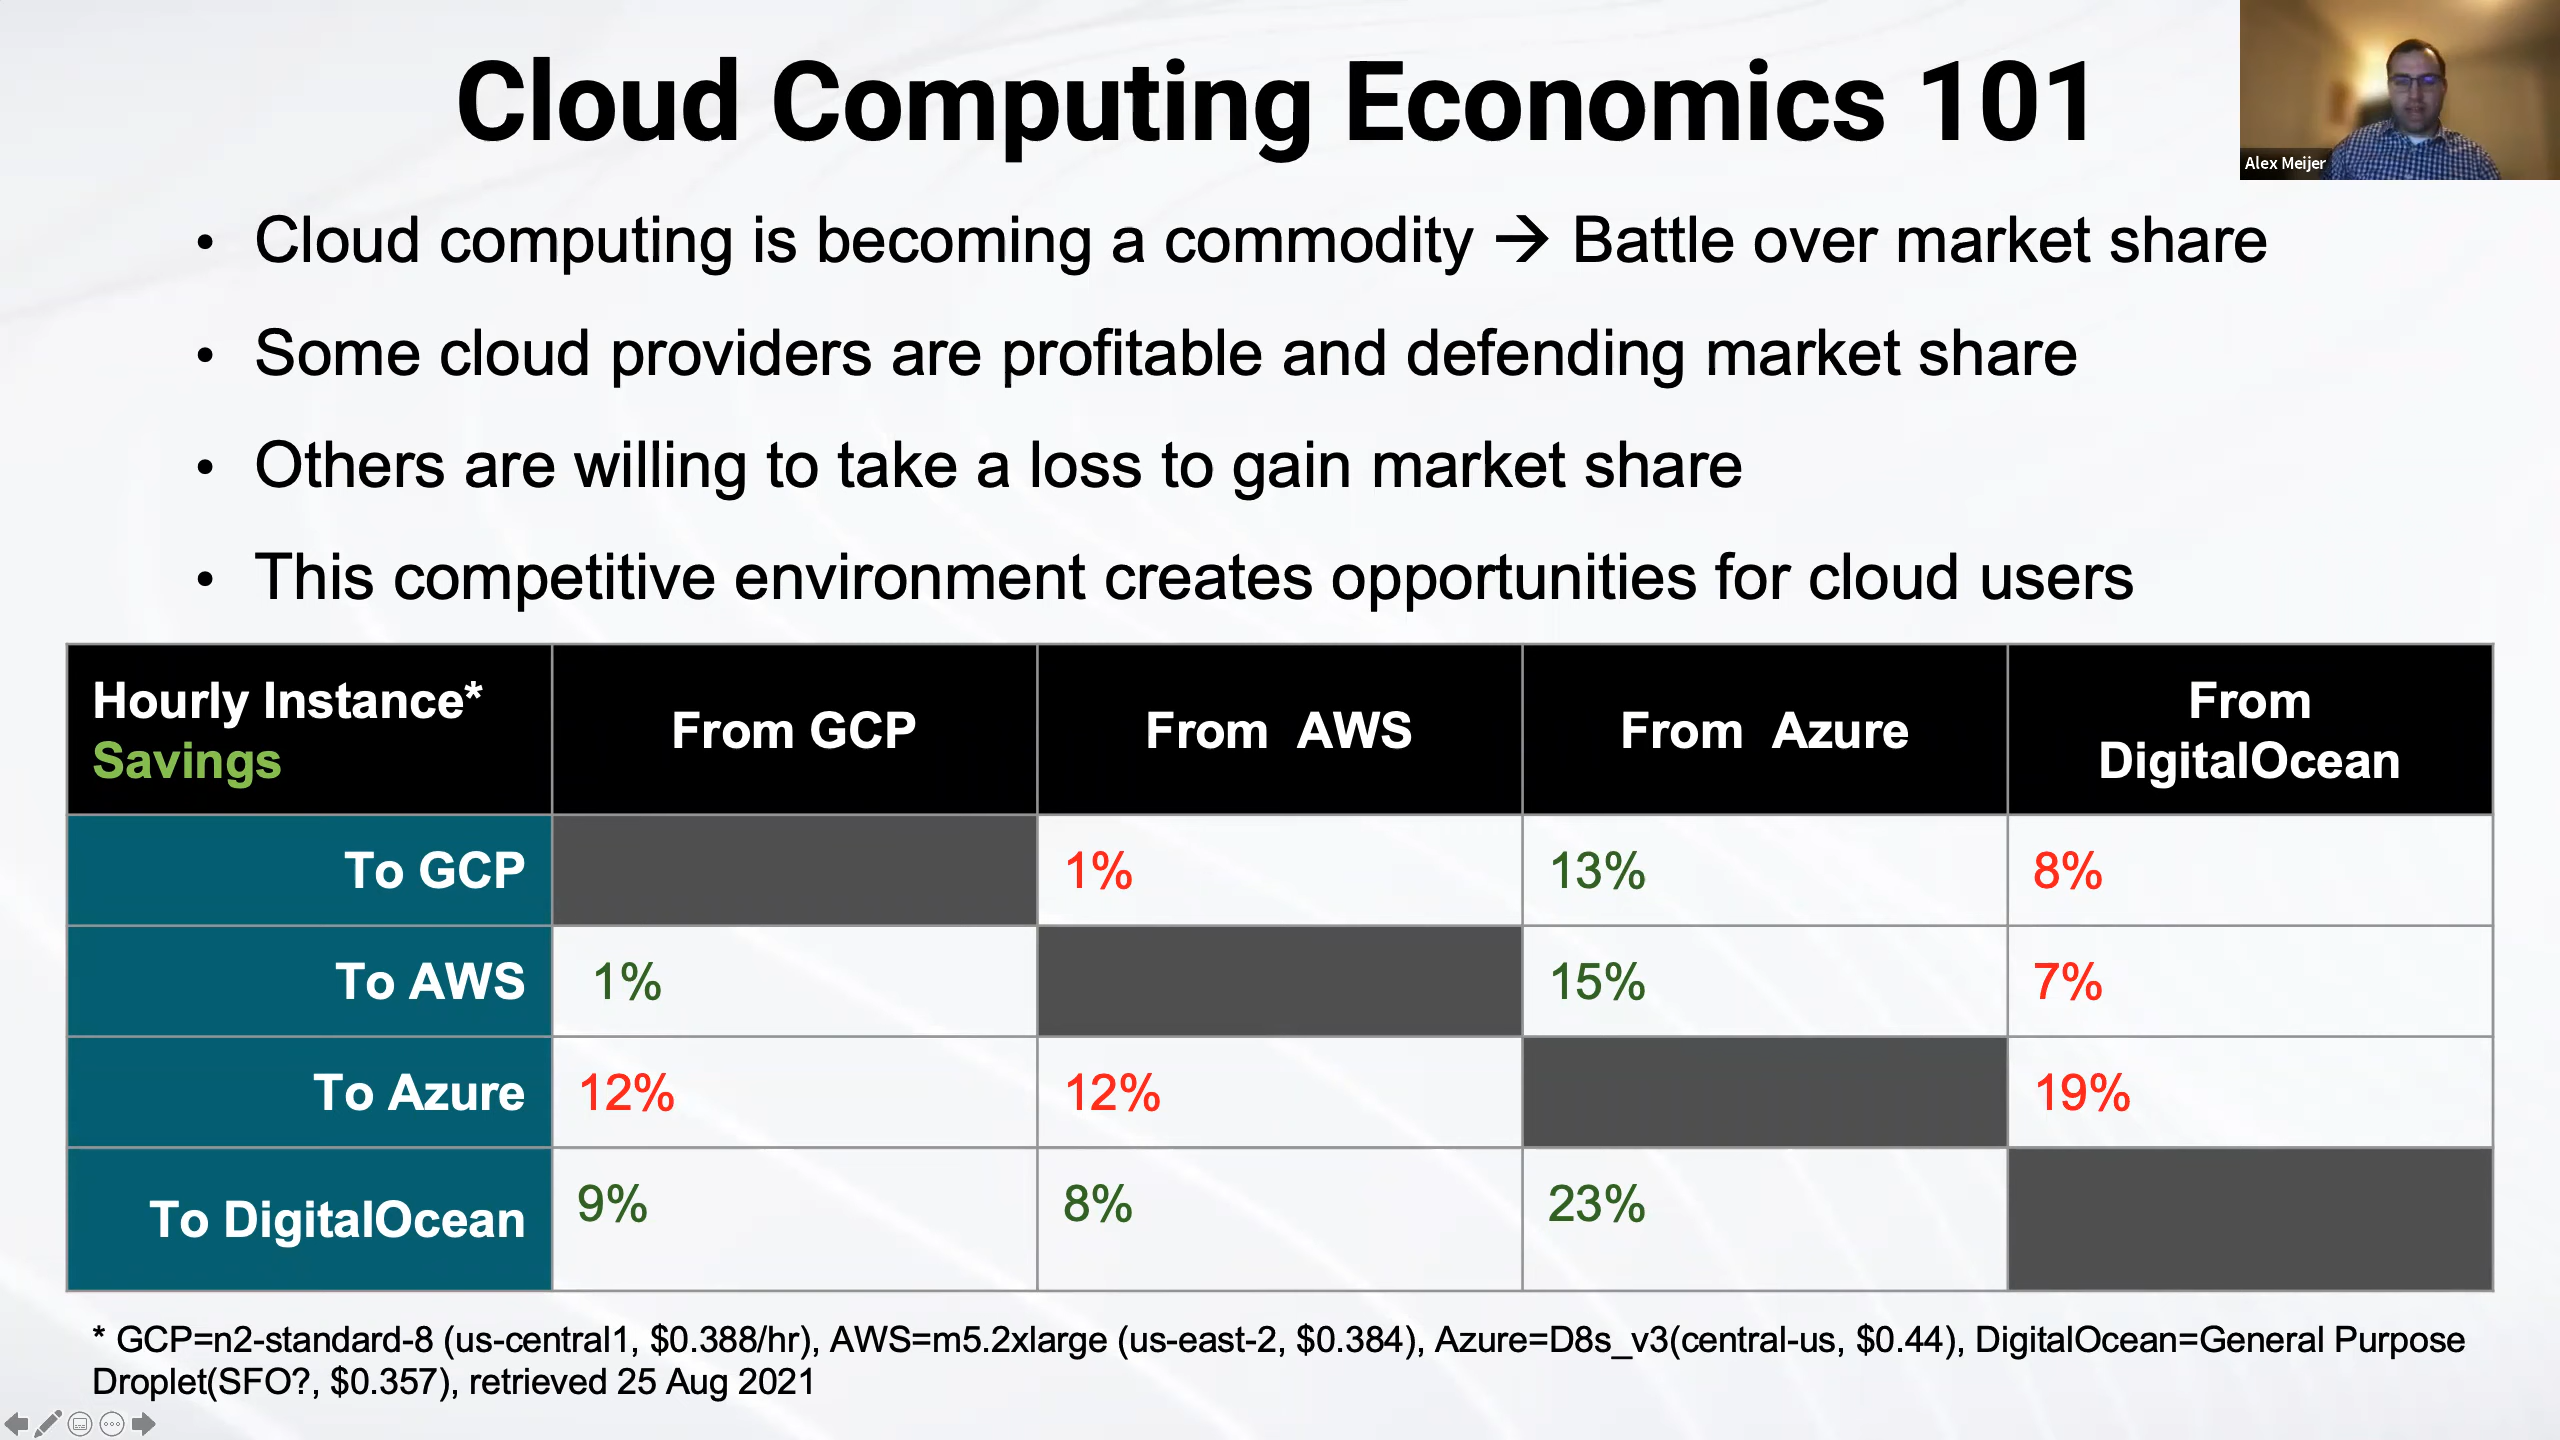 Cloud Computing Economics 101
Alex Meijer
• Cloud computing is becoming a commodity → Battle over market share
• Some cloud providers are profitable and defending market share
• Others are willing to take a loss to gain market share
• This competitive environment creates opportunities for cloud users
Hourly Instance*
Savings
From GCP
From AWS
From Azure
From
DigitalOcean
To GCP
1%
13%
8%
To AWS
1%
15%
7%
To Azure
12%
12%
19%
To DigitalOcean
9%
8%
23%
* GCP=n2-standard-8 (us-central1, $0.388/hr), AWS=m5.2xlarge (us-east-2, $0.384), Azure=D8s_v3(central-us, $0.44), DigitalOcean=General Purpose
Droplet(SFO?, $0.357), retrieved 25 Aug 2021